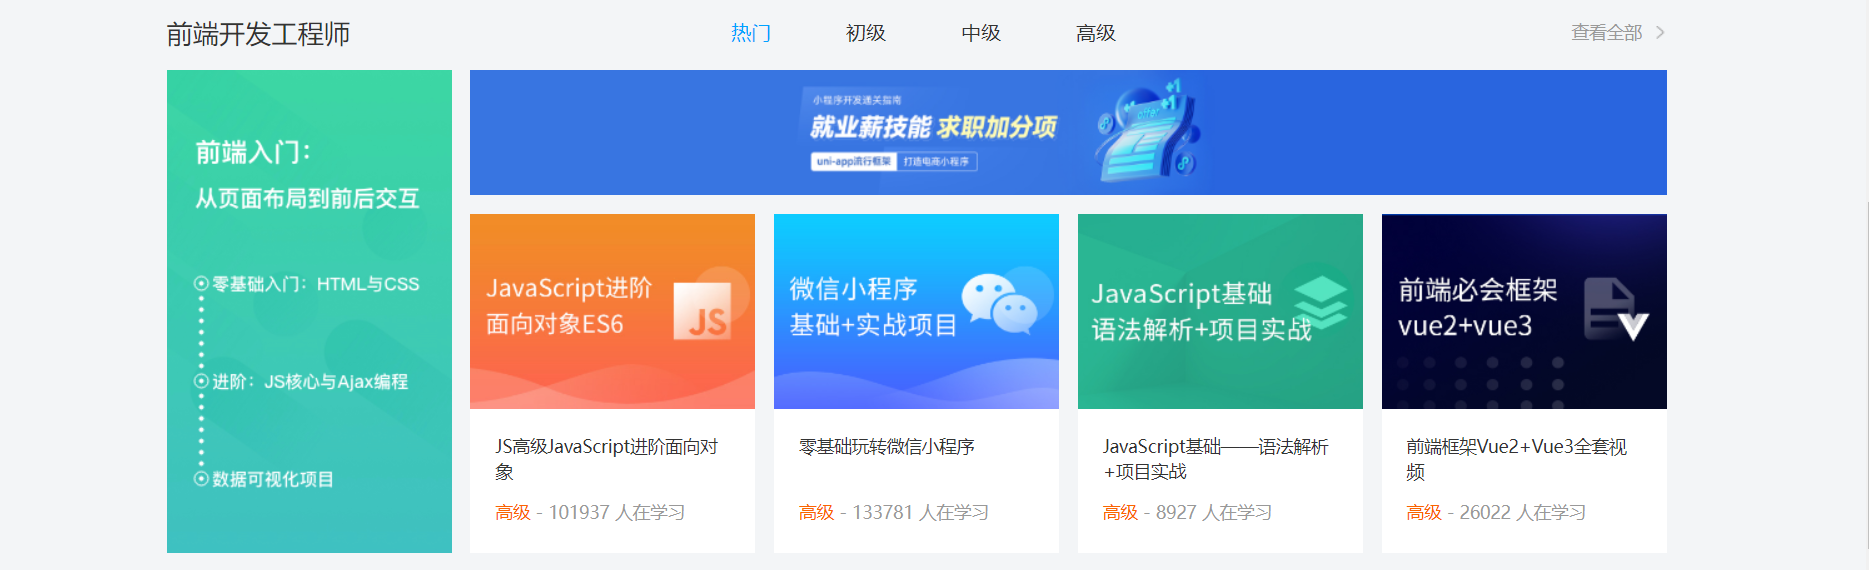 前端开发工程师
热门 初级 中级 高级
查看全部
前端入门：
从页面布局到前后交互
零基础入门：HTML与CSS
进阶：JS核心与Ajax编程
数据可视化项目
小程序开发通关指南
就业薪技能 求职加分项
uni-app流行框架 打造电商小程序
+1
+1
+1
offer
JavaScript进阶
面向对象ES6
JS
微信小程序
基础+实战项目
JavaScript基础
语法解析+项目实战
前端必会框架
vue2+vue3
JS高级JavaScript进阶面向对
象
高级 - 101937 人在学习
零基础玩转微信小程序
高级 - 133781 人在学习
JavaScript基础——语法解析
+项目实战
高级 - 8927 人在学习
前端框架Vue2+Vue3全套视
频
高级 - 26022 人在学习